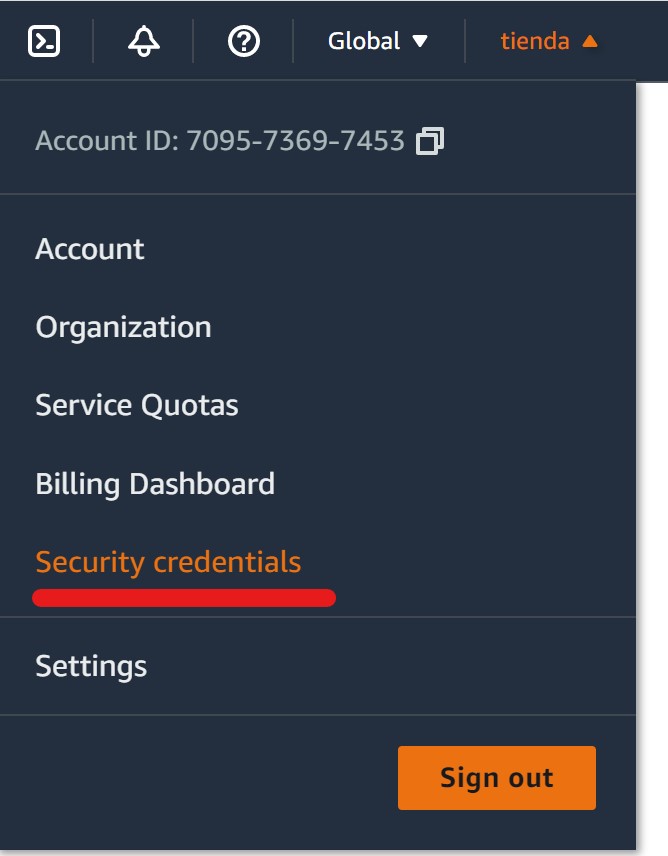 Global tienda
Account ID: 7095-7369-7453
Account
Organization
Service Quotas
Billing Dashboard
Security credentials
Settings
Sign out